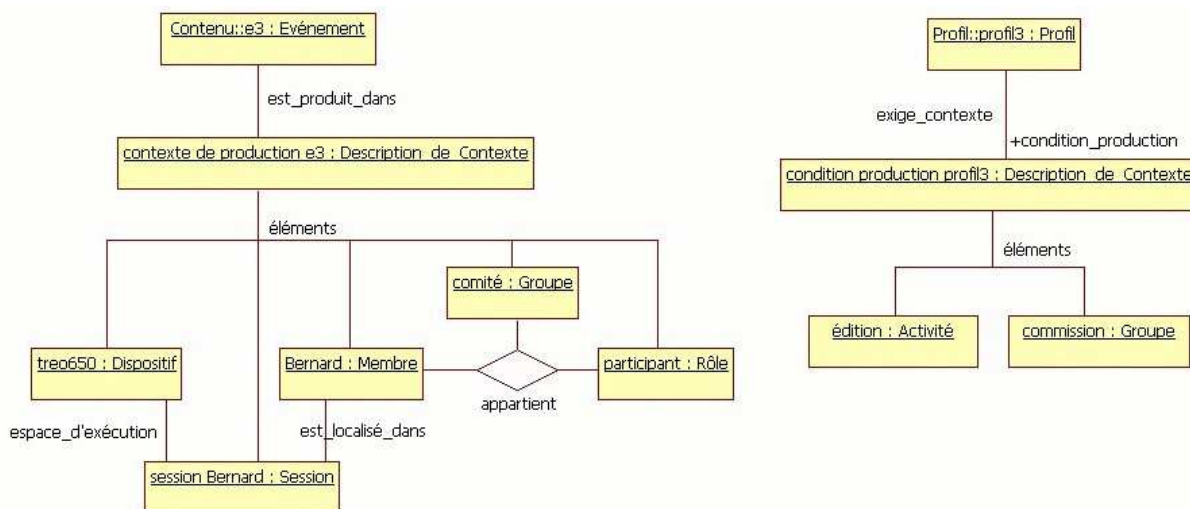 Contenu::e3 : Evénement
est_produit_dans
contexte de production e3 : Description_de_Contexte
éléments
comité : Groupe
treo650 : Dispositif
Bernard : Membre
participant : Rôle
appartient
espace_d'exécution
est_localisé_dans
session Bernard : Session
Profil::profil3 : Profil
exige_contexte
+condition_production
condition production profil3 : Description_de_Contexte
éléments
édition : Activité
commission : Groupe